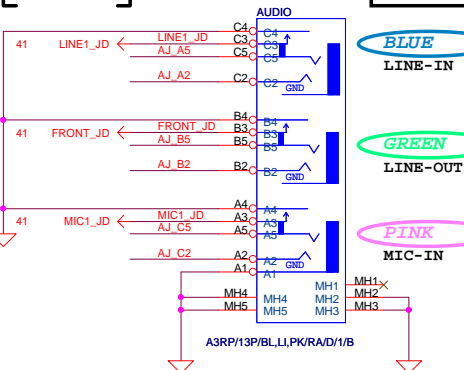 AUDIO
C4 C4
41 LINE1_JD LINE1_JD C3 C3
AJ_A5 C5 C5
AJ_A2 C2 C2
GND
BLUE
LINE-IN
B4 B4
41 FRONT_JD FRONT_JD B3 B3
AJ_B5 B5 B5
AJ_B2 B2 B2
GND
GREEN
LINE-OUT
A4 A4
41 MIC1_JD MIC1_JD A3 A3
AJ_C5 A5 A5
AJ_C2 A2 A2
A1 A1
GND
PINK
MIC-IN
MH1 MH1
MH4 MH4 MH2 MH2
MH5 MH5 MH3 MH3
A3RP/13P/BL,LI,PK/RA/D/1/B